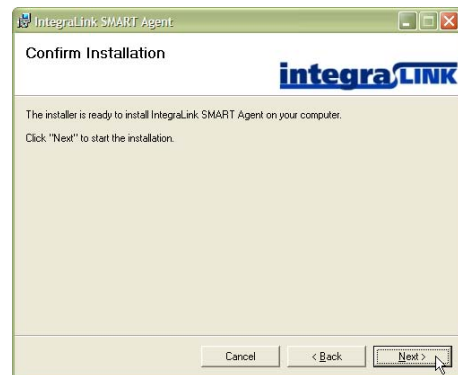 IntegraLink SMART Agent
Confirm Installation
integraLINK
The installer is ready to install IntegraLink SMART Agent on your computer.
Click "Next" to start the installation.
Cancel
< Back
Next >